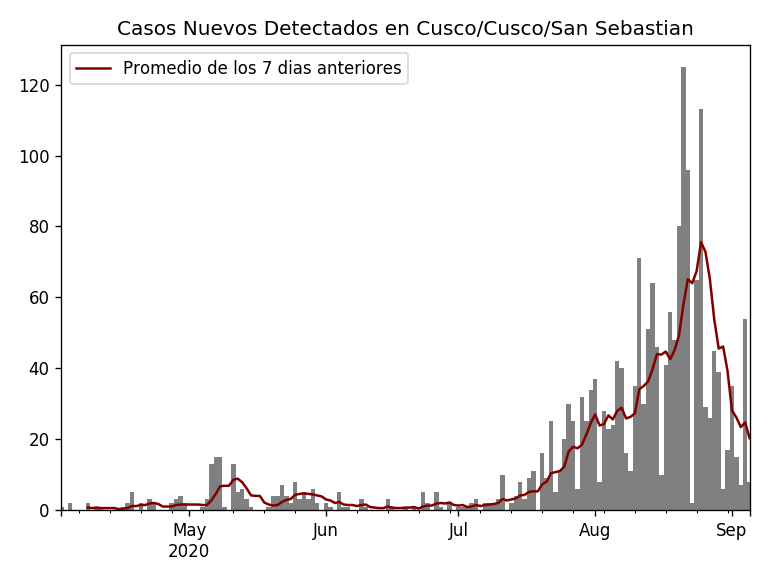 Casos Nuevos Detectados en Cusco/Cusco/San Sebastian
Promedio de los 7 dias anteriores
120
100
80
60
40
20
0
May Jun Jul Aug Sep
2020